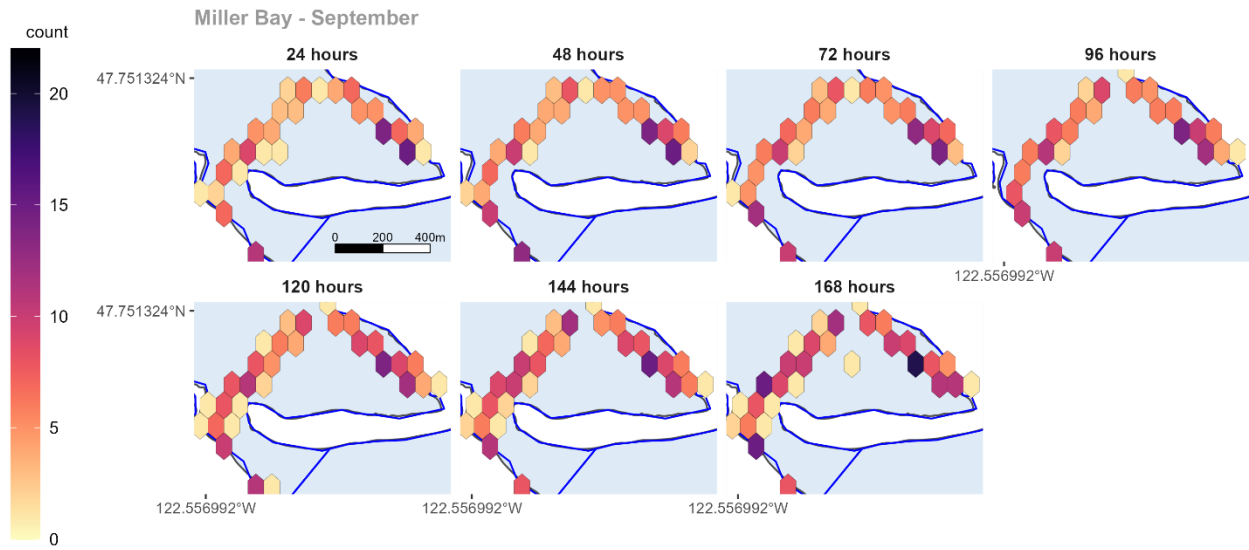 Miller Bay - September
count
20
15
10
5
0
24 hours
48 hours
72 hours
96 hours
47.751324°N
0 200 400m
122.556992°W
120 hours
144 hours
168 hours
47.751324°N
122.556992°W
122.556992°W
122.556992°W